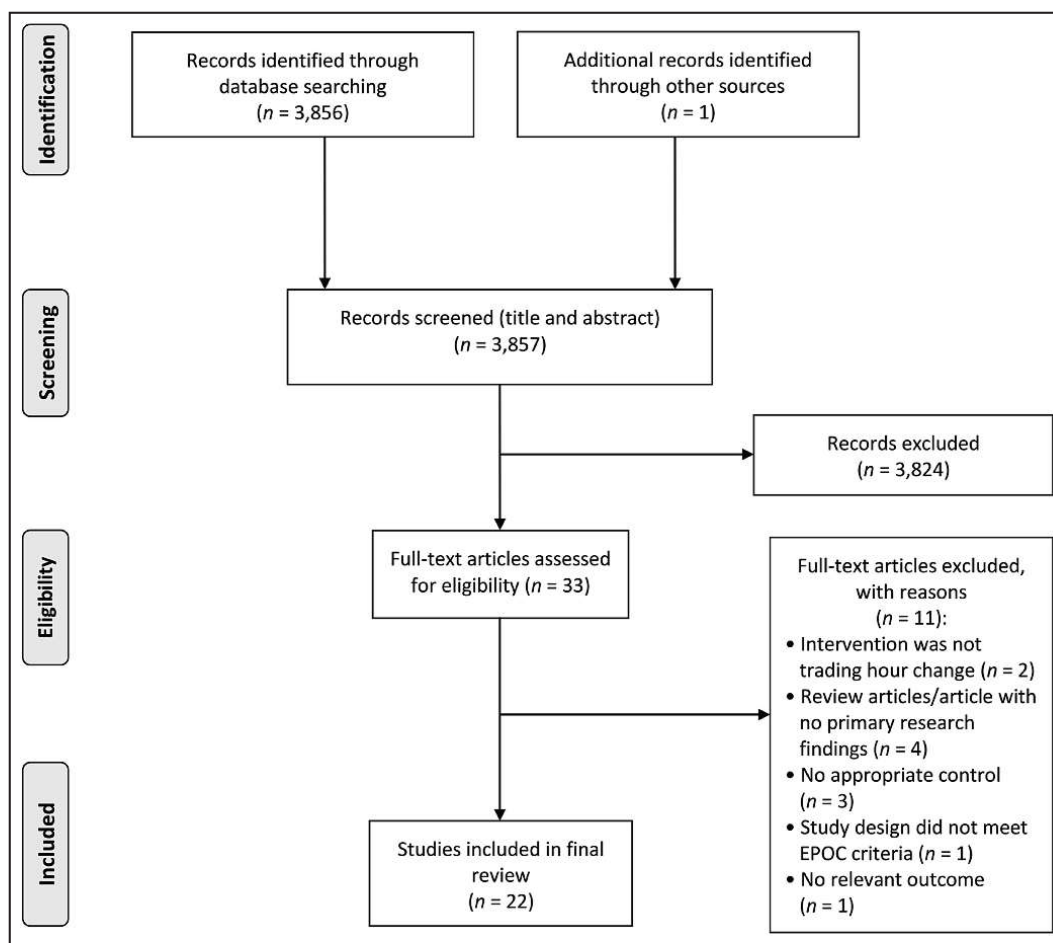 Identification
Records identified through
database searching
(n = 3,856)
Additional records identified
through other sources
(n = 1)
Screening
Records screened (title and abstract)
(n = 3,857)
Records excluded
(n = 3,824)
Eligibility
Full-text articles assessed
for eligibility (n = 33)
Full-text articles excluded,
with reasons
(n = 11):
• Intervention was not
trading hour change (n = 2)
• Review articles/article with
no primary research
findings (n = 4)
• No appropriate control
(n = 3)
• Study design did not meet
EPOC criteria (n = 1)
• No relevant outcome
(n = 1)
Included
Studies included in final
review
(n = 22)